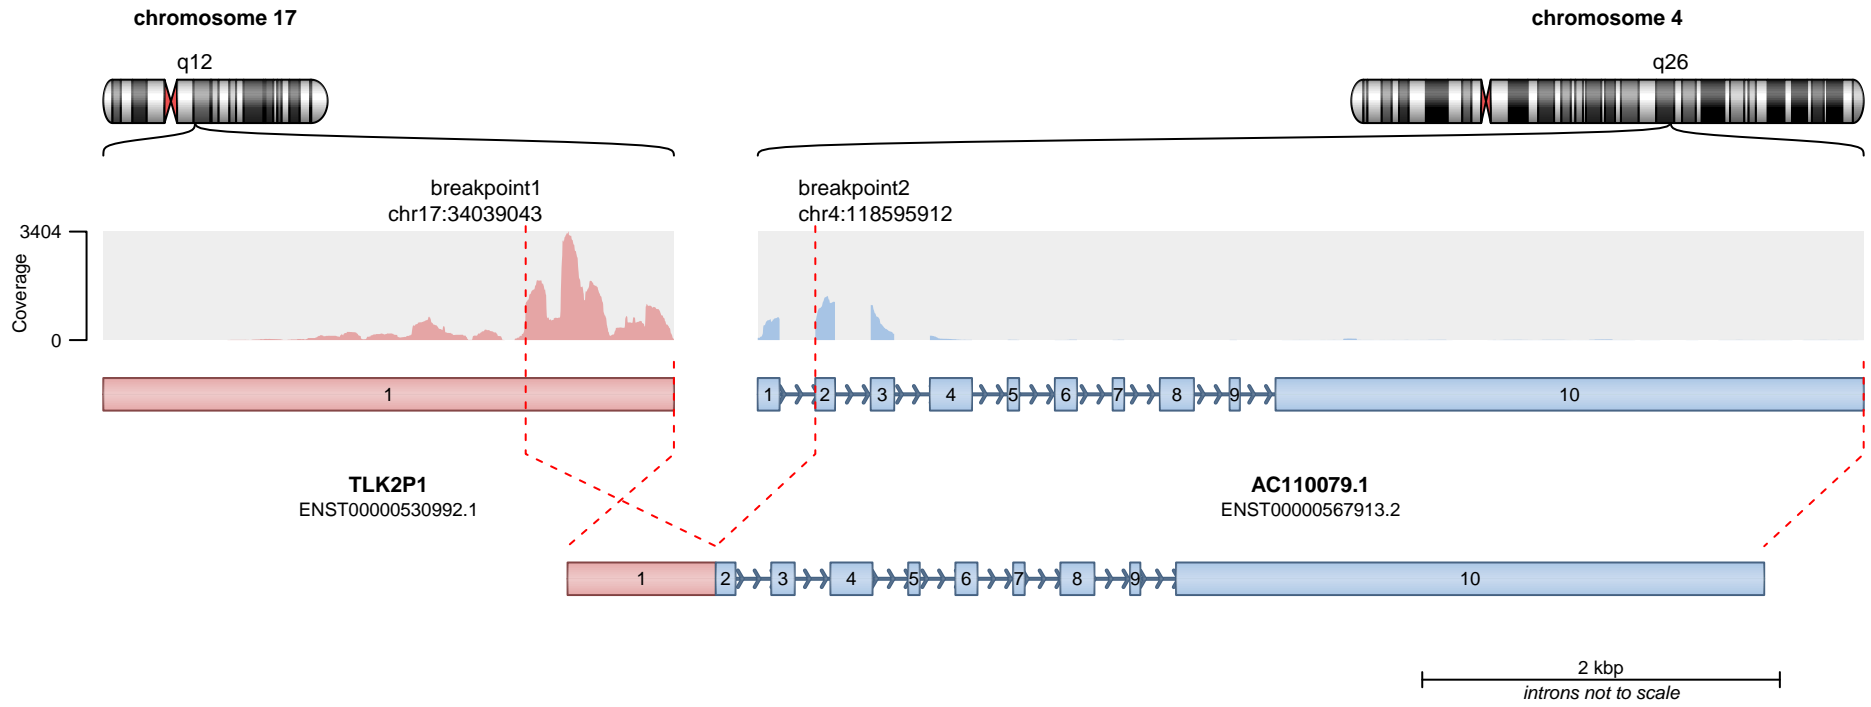 chromosome 17
chromosome 4
q12
q26
breakpoint1
chr17:34039043
breakpoint2
chr4:118595912
3404
Coverage
0
1
1 2 3 4 5 6 7 8 9 10
TLK2P1
ENST00000530992.1
AC110079.1
ENST00000567913.2
1 2 3 4 5 6 7 8 9 10
2 kbp
introns not to scale